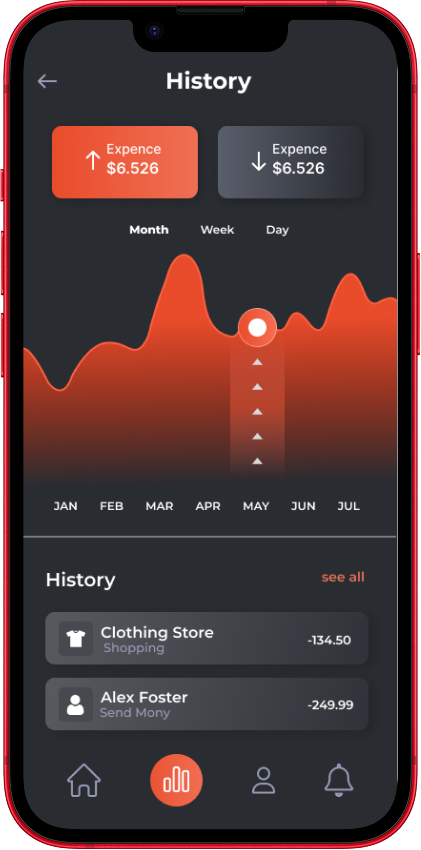 History
Expence
$6.526
Expence
$6.526
Month Week Day
JAN FEB MAR APR MAY JUN JUL
History see all
Clothing Store
Shopping
-134.50
Alex Foster
Send Mony
-249.99